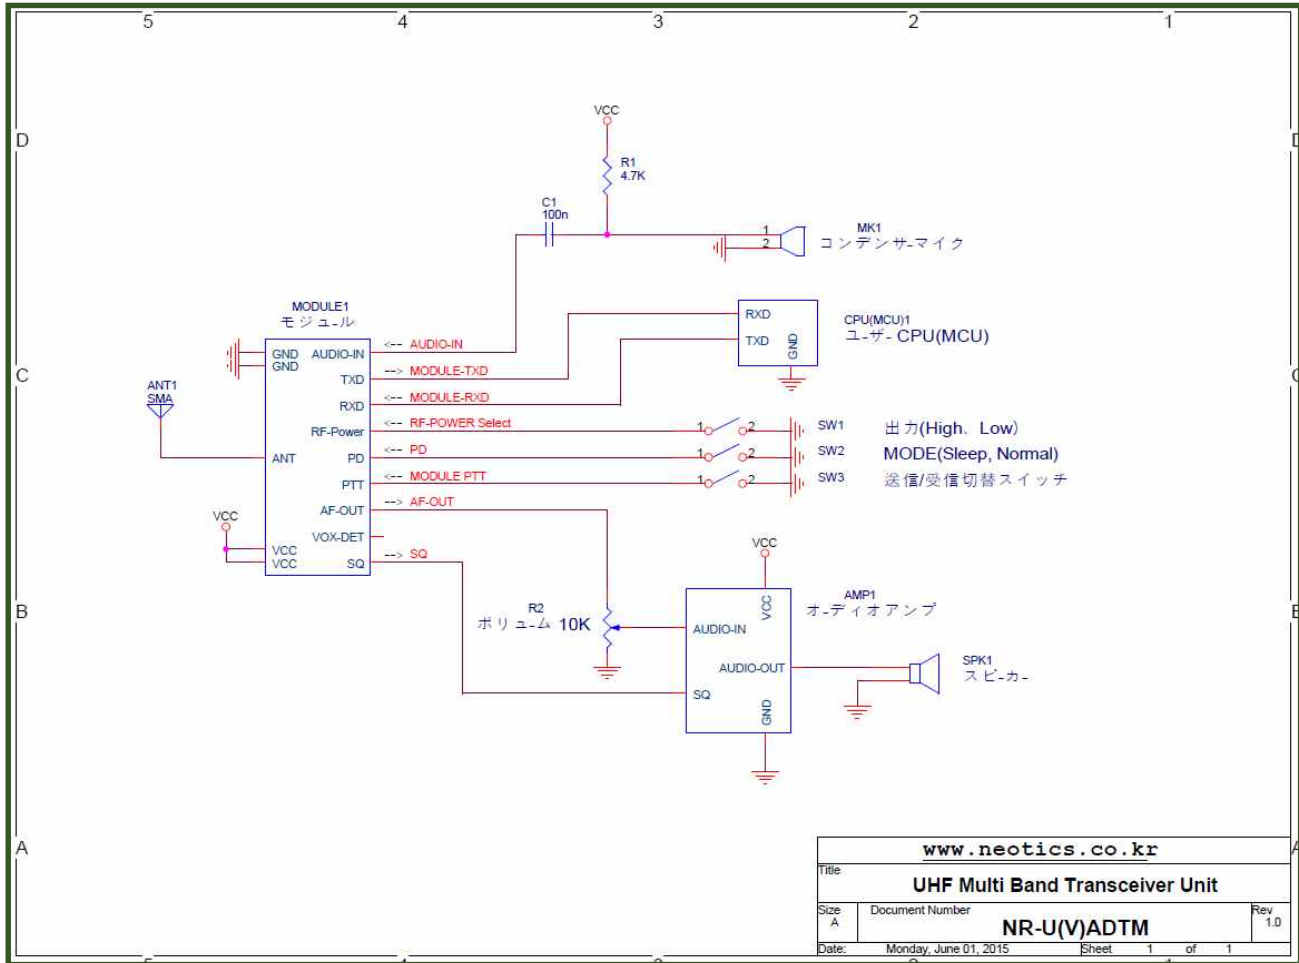 5 4 3 2 1
D D
VCC
R1
4.7K
C1
100n
1
2
MK1
コンデンサ-マイク
MODULE1
モジュ-ル
RXD
TXD
GND
CPU(MCU)1
ユ-ザ- CPU(MCU)
GND
GND
AUDIO-IN
TXD
RXD
RF-Power
ANT
PD
PTT
AF-OUT
VOX-DET
VCC
VCC
SQ
<-- AUDIO-IN
--> MODULE-TXD
<-- MODULE-RXD
<-- RF-POWER Select
<-- PD
<-- MODULE PTT
--> AF-OUT
--> SQ
C C
ANT1
SMA
VCC
1 2 SW1 出力(High、Low)
1 2 SW2 MODE(Sleep, Normal)
1 2 SW3 送信/受信切替スイッチ
VCC
B B
R2
ボリュ-ム 10K
AUDIO-IN
VCC
AUDIO-OUT
SQ
GND
AMP1
オ-ディオアンプ
SPK1
スピ-カ-
A A
www.neotics.co.kr
Title
UHF Multi Band Transceiver Unit
Size
A
Document Number
NR-U(V)ADTM
Rev
1.0
Date: Monday, June 01, 2015 Sheet 1 of 1